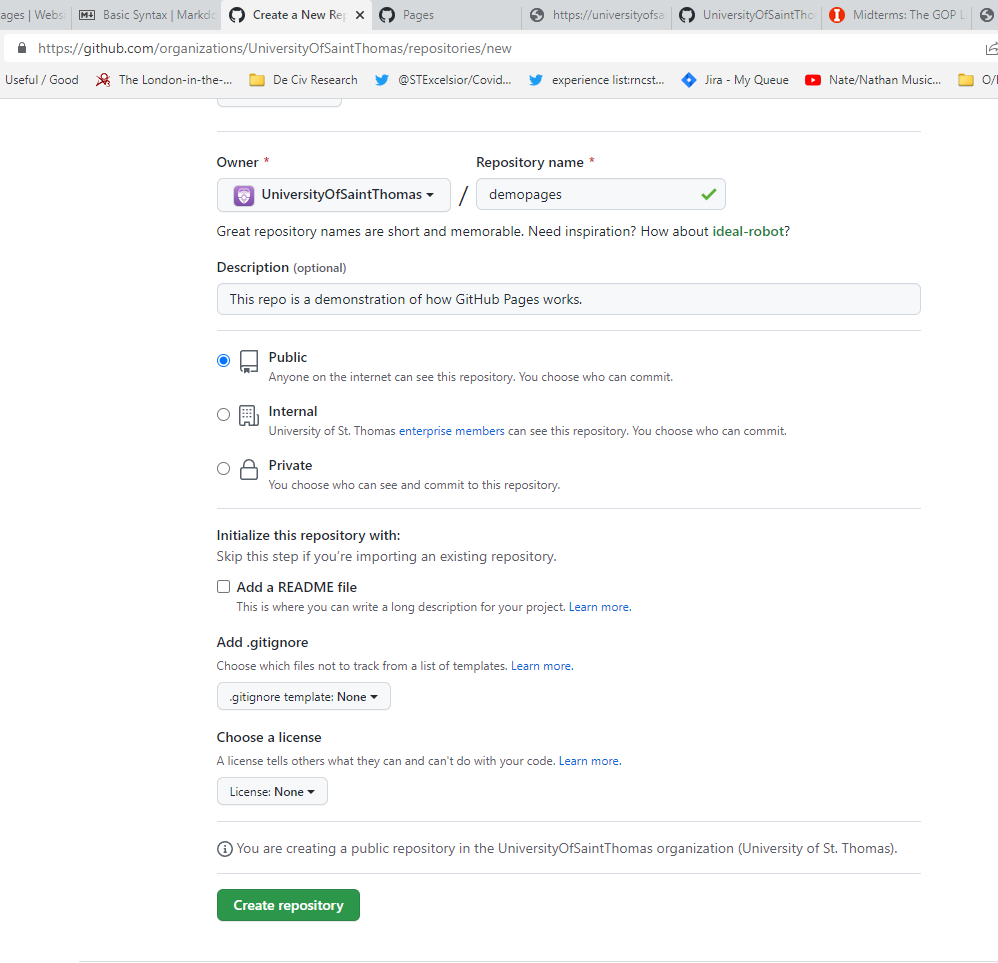 ages | Websi
Basic Syntax | Markdo
Create a New Rep
Pages
https://universityofsa
UniversityOfSaintThom
Midterms: The GOP L
https://github.com/organizations/UniversityOfSaintThomas/repositories/new
Useful / Good
The London-in-the-...
De Civ Research
@STExcelsior/Covid...
experience list:rncst...
Jira - My Queue
Nate/Nathan Music...
Owner *
Repository name *
UniversityOfSaintThomas / demopages
Great repository names are short and memorable. Need inspiration? How about ideal-robot?
Description (optional)
This repo is a demonstration of how GitHub Pages works.
Public
Anyone on the internet can see this repository. You choose who can commit.
Internal
University of St. Thomas enterprise members can see this repository. You choose who can commit.
Private
You choose who can see and commit to this repository.
Initialize this repository with:
Skip this step if you're importing an existing repository.
Add a README file
This is where you can write a long description for your project. Learn more.
Add .gitignore
Choose which files not to track from a list of templates. Learn more.
.gitignore template: None
Choose a license
A license tells others what they can and can't do with your code. Learn more.
License: None
You are creating a public repository in the UniversityOfSaintThomas organization (University of St. Thomas).
Create repository